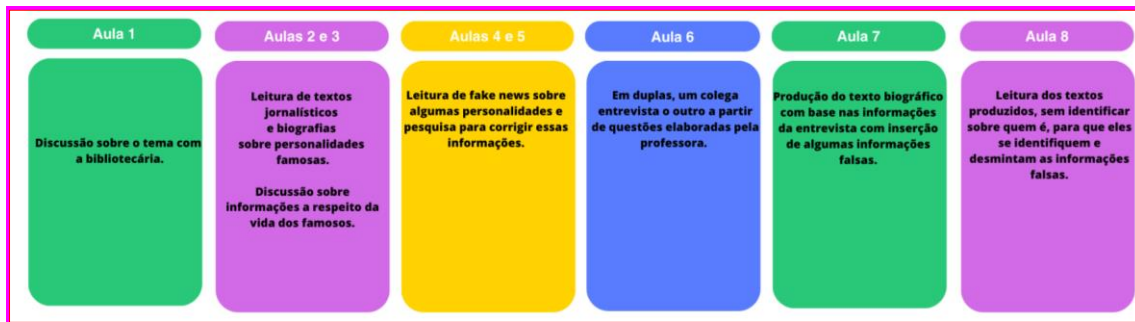 Aula 1
Discussão sobre o tema com
a bibliotecária.
Aulas 2 e 3
Leitura de textos
jornalísticos
e biografias
sobre personalidades
famosas.
Discussão sobre
informações a respeito da
vida dos famosos.
Aulas 4 e 5
Leitura de fake news sobre
algumas personalidades e
pesquisa para corrigir essas
informações.
Aula 6
Em duplas, um colega
entrevista o outro a partir
de questões elaboradas pela
professora.
Aula 7
Produção do texto biográfico
com base nas informações
da entrevista com inserção
de algumas informações
falsas.
Aula 8
Leitura dos textos
produzidos, sem identificar
sobre quem é, para que eles
se identifiquem e
desmintam as informações
falsas.